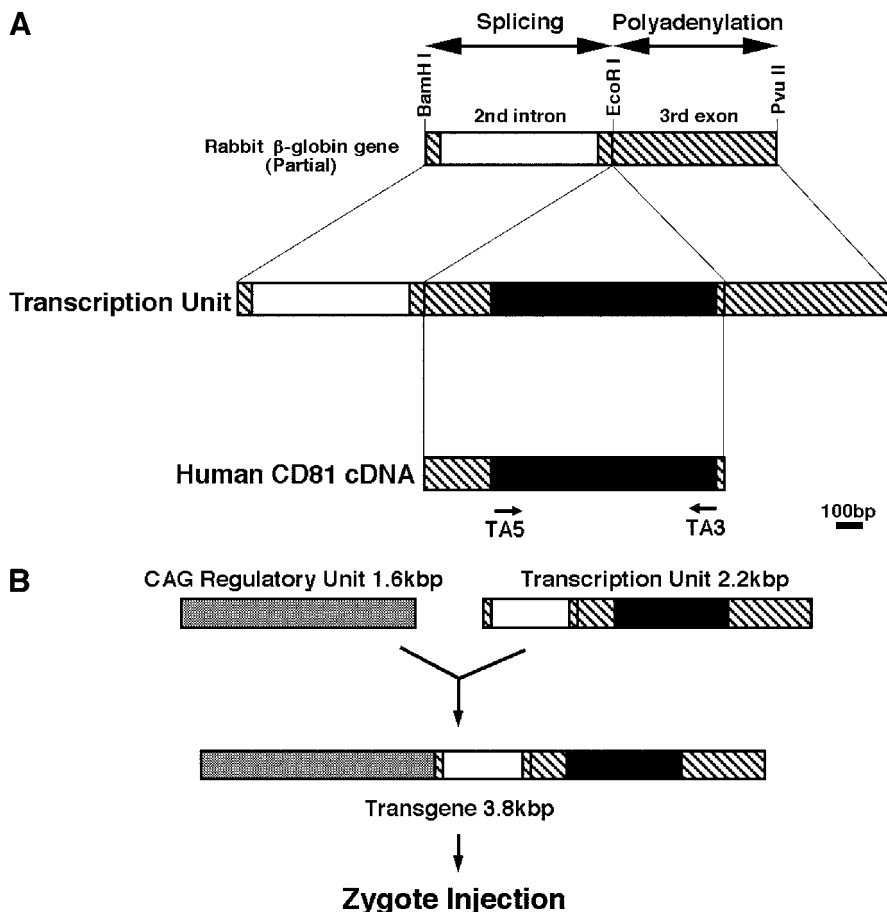 A
Splicing
Polyadenylation
BamH I
EcoR I
Pvu II
2nd intron
3rd exon
Rabbit β-globin gene
(Partial)
Transcription Unit
Human CD81 cDNA
TA5
TA3
100bp
B
CAG Regulatory Unit 1.6kbp
Transcription Unit 2.2kbp
Transgene 3.8kbp
Zygote Injection